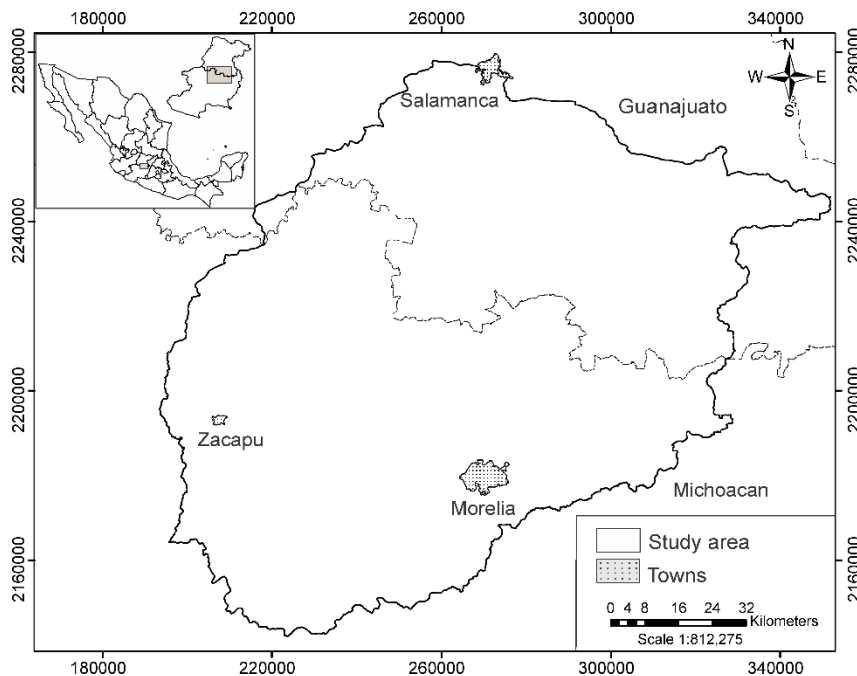 180000 220000 260000 300000 340000
2280000 2280000
N
W E
S
Salamanca Guanajuato
2240000 2240000
2200000 2200000
Zacapu
Morelia Michoacan
Study area
2160000 2160000
Towns
0 4 8 16 24 32
Kilometers
Scale 1:812,275
180000 220000 260000 300000 340000